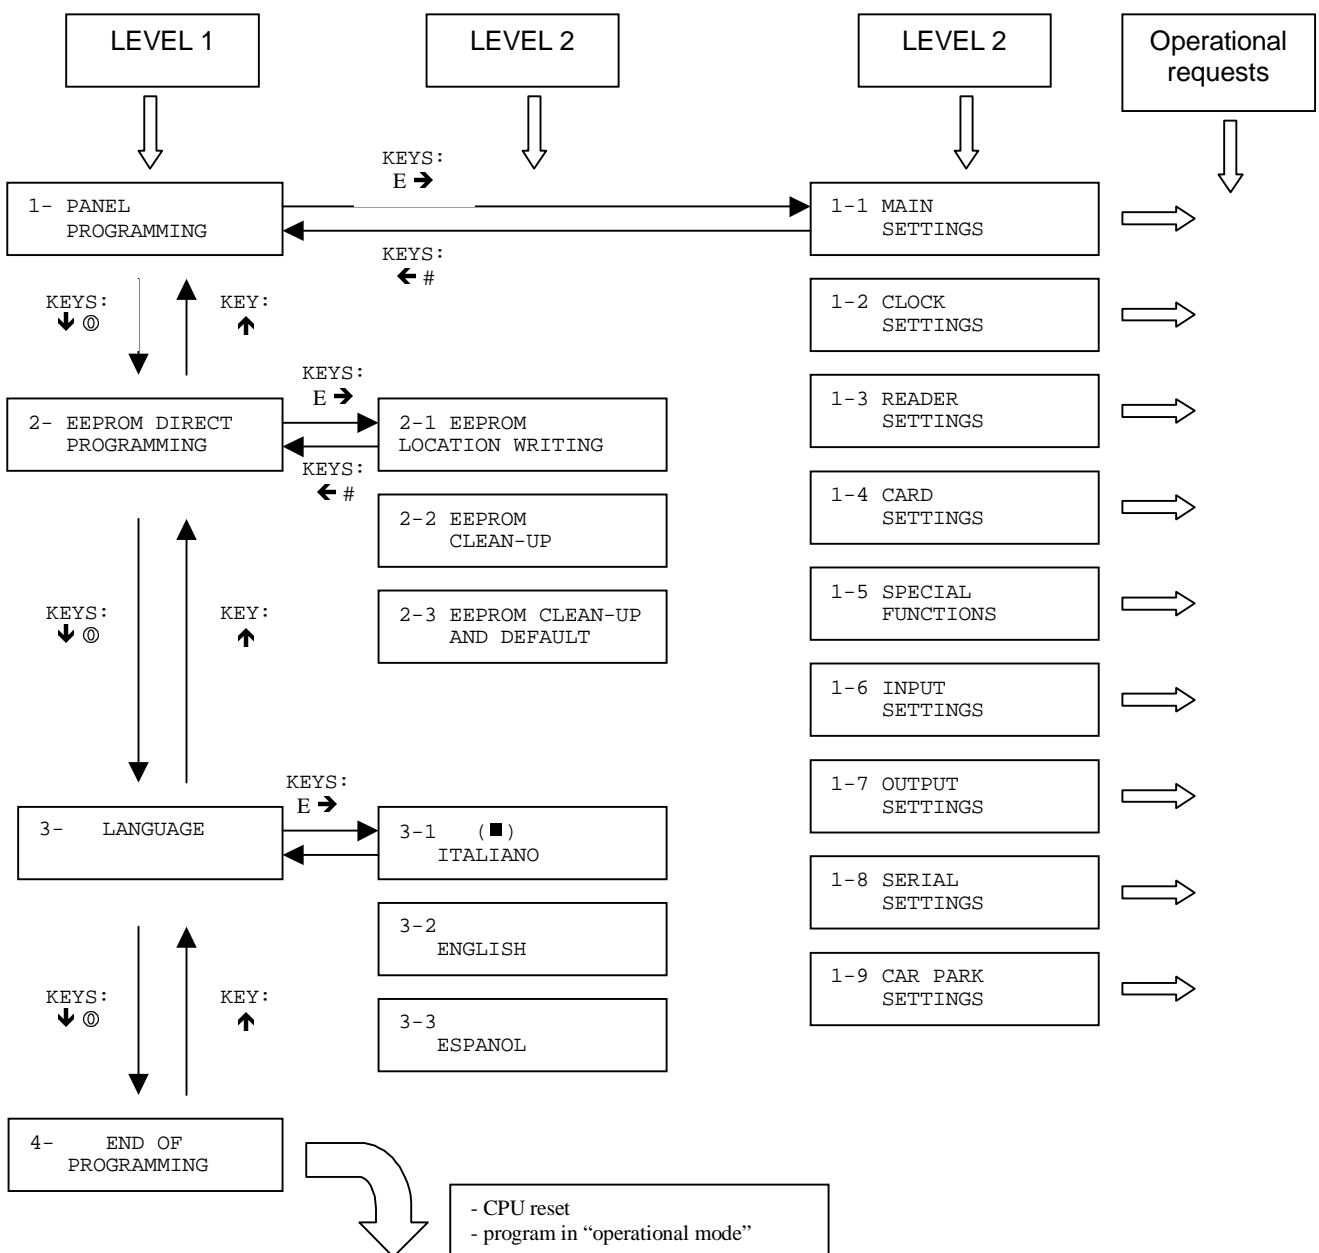 LEVEL 1
LEVEL 2
LEVEL 2
Operational
requests
KEYS:
E →
1- PANEL
PROGRAMMING
1-1 MAIN
SETTINGS
KEYS:
← #
KEYS:
↓ ⓪
KEY:
↑
1-2 CLOCK
SETTINGS
KEYS:
E →
2- EEPROM DIRECT
PROGRAMMING
2-1 EEPROM
LOCATION WRITING
1-3 READER
SETTINGS
KEYS:
← #
2-2 EEPROM
CLEAN-UP
1-4 CARD
SETTINGS
KEYS:
↓ ⓪
KEY:
↑
2-3 EEPROM CLEAN-UP
AND DEFAULT
1-5 SPECIAL
FUNCTIONS
1-6 INPUT
SETTINGS
KEYS:
E →
1-7 OUTPUT
SETTINGS
3- LANGUAGE
3-1 (■)
ITALIANO
1-8 SERIAL
SETTINGS
3-2
ENGLISH
1-9 CAR PARK
SETTINGS
KEYS:
↓ ⓪
KEY:
↑
3-3
ESPANOL
4- END OF
PROGRAMMING
- CPU reset
- program in “operational mode”